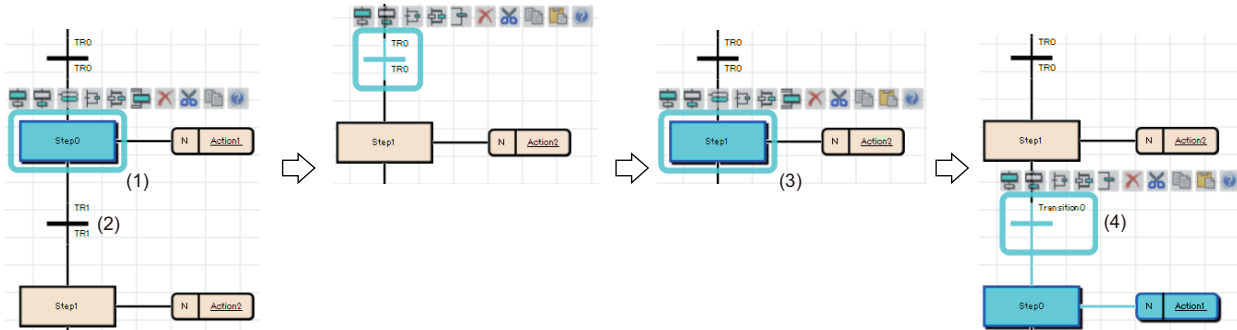 TR0
TR0
Step0
N Action1
(1)
TR1
(2)
TR1
Step1
N Action2
TR0
TR0
Step1
N Action2
TR0
TR0
Step1
N Action2
(3)
TR0
TR0
Step1
N Action2
Transition0
(4)
Step0
N Action1